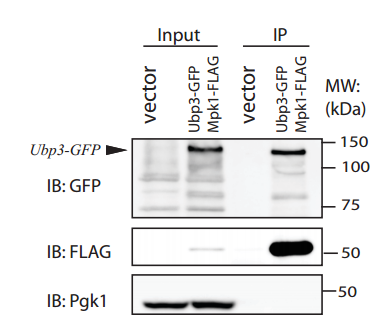 Input IP
vector
Ubp3-GFP
Mpk1-FLAG
vector
Ubp3-GFP
Mpk1-FLAG
MW:
(kDa)
Ubp3-GFP
150
100
IB: GFP
75
IB: FLAG
50
50
IB: Pgk1